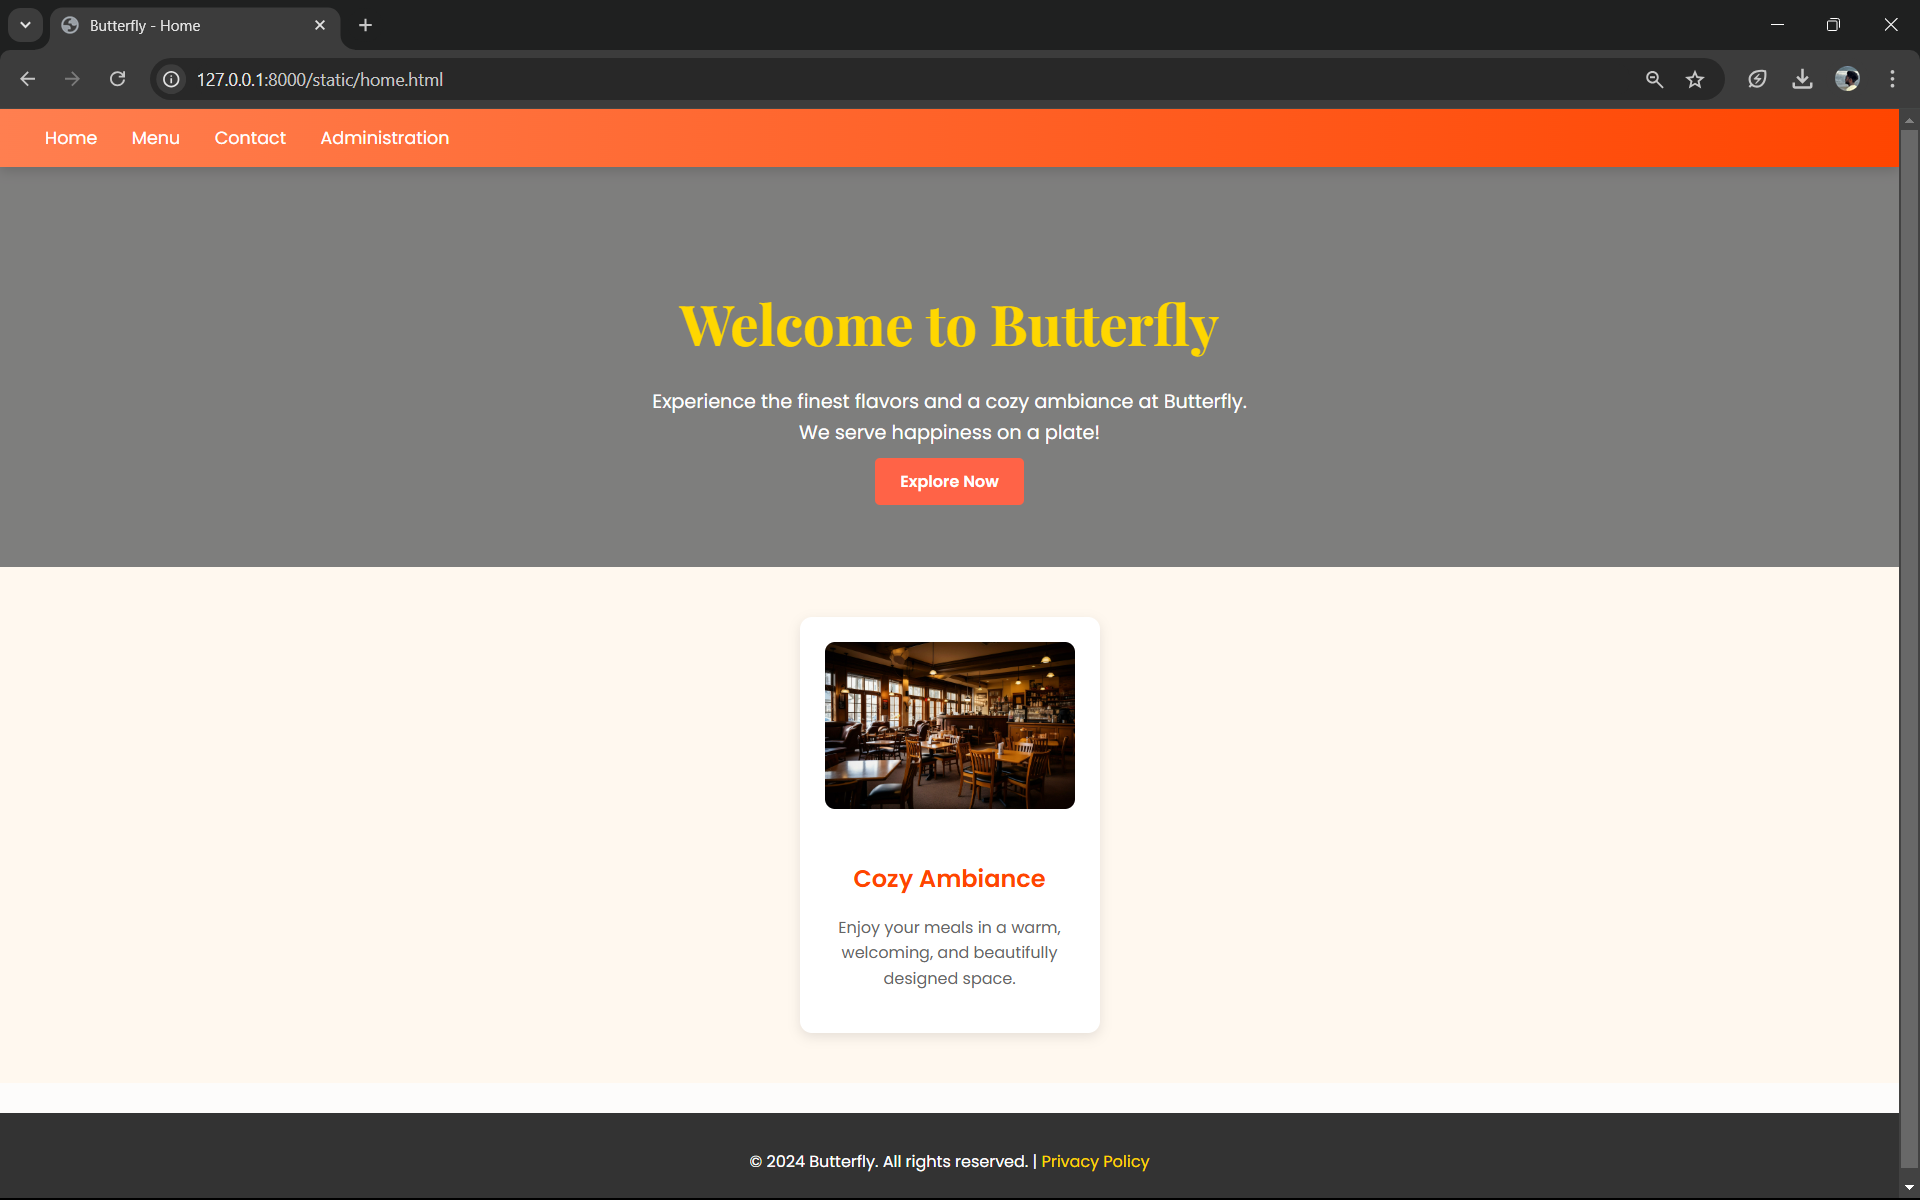 Butterfly - Home
127.0.0.1:8000/static/home.html
Home Menu Contact Administration
Welcome to Butterfly
Experience the finest flavors and a cozy ambiance at Butterfly.
We serve happiness on a plate!
Explore Now
Cozy Ambiance
Enjoy your meals in a warm,
welcoming, and beautifully
designed space.
© 2024 Butterfly. All rights reserved. | Privacy Policy